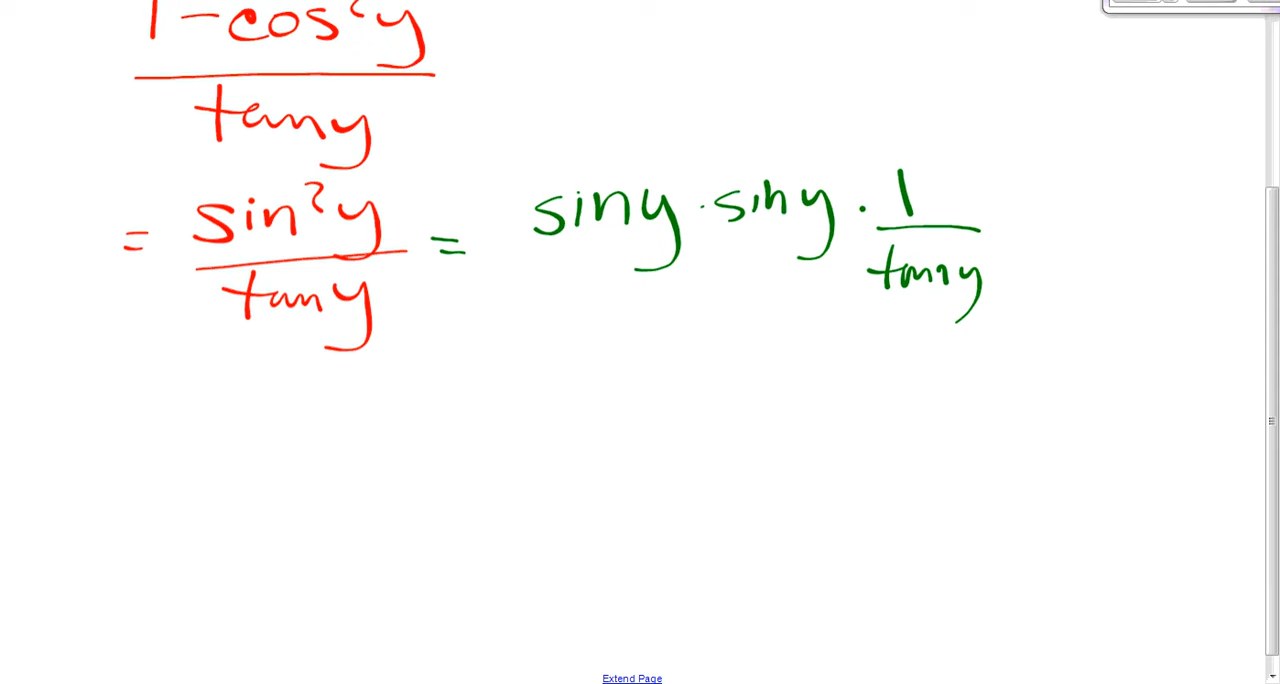 1 - cos²y
tany
= sin²y / tany = siny · siny · 1 / tany
Extend Page